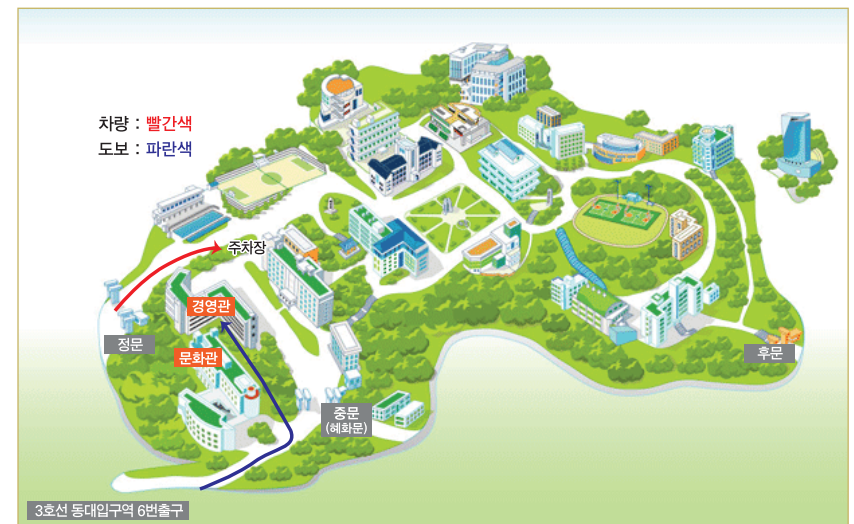 차량 : 빨간색
도보 : 파란색
주차장
경영관
정문
문화관
후문
중문
(혜화문)
3호선 동대입구역 6번출구